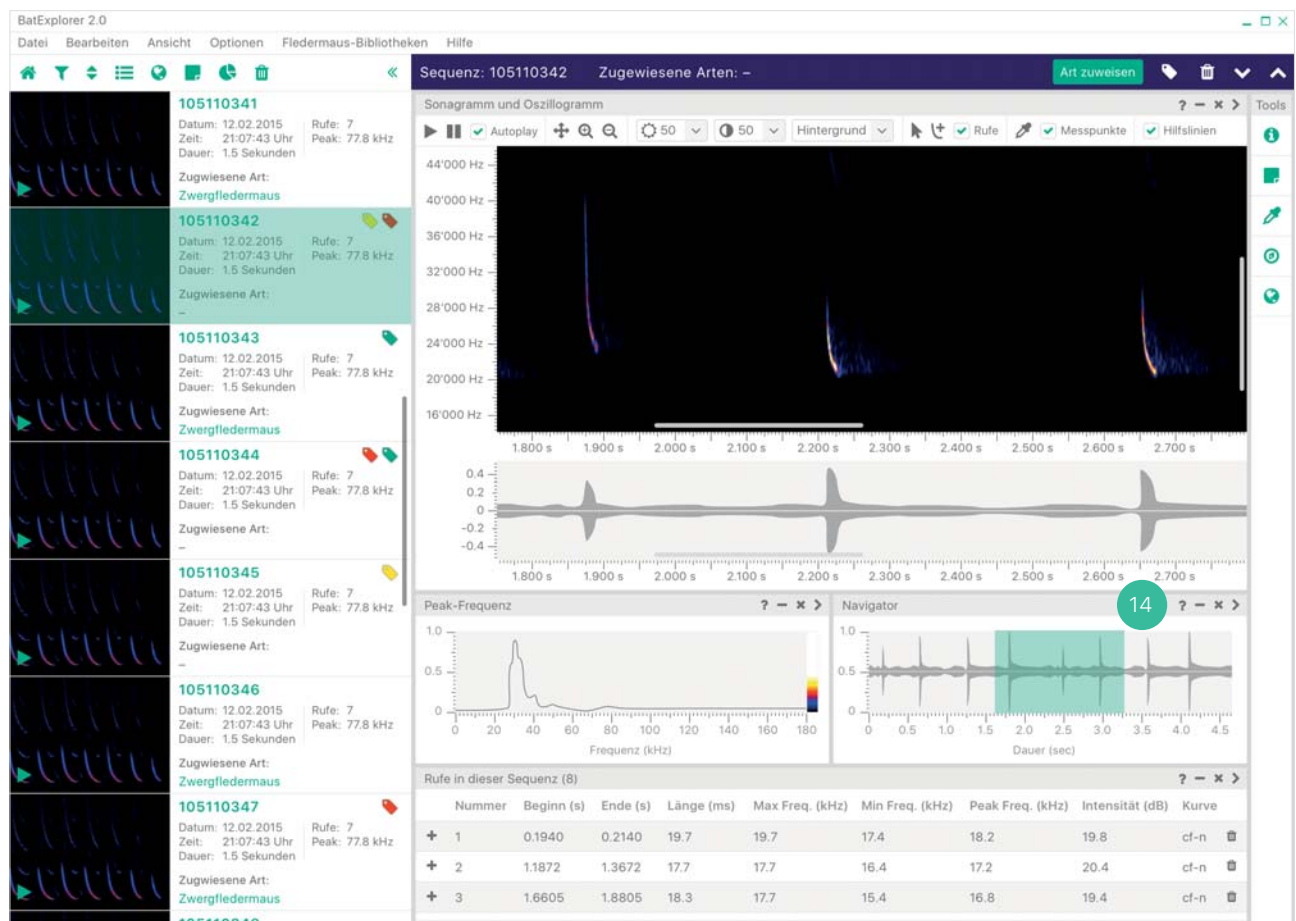 BatExplorer 2.0
Datei Bearbeiten Ansicht Optionen Fledermaus-Bibliotheken Hilfe
105110341
Datum: 12.02.2015 Rufe: 7
Zeit: 21:07:43 Uhr Peak: 77.8 kHz
Dauer: 1.5 Sekunden
Zugwiesene Art:
Zwergfledermaus
105110342
Datum: 12.02.2015 Rufe: 7
Zeit: 21:07:43 Uhr Peak: 77.8 kHz
Dauer: 1.5 Sekunden
Zugwiesene Art:
–
105110343
Datum: 12.02.2015 Rufe: 7
Zeit: 21:07:43 Uhr Peak: 77.8 kHz
Dauer: 1.5 Sekunden
Zugwiesene Art:
Zwergfledermaus
105110344
Datum: 12.02.2015 Rufe: 7
Zeit: 21:07:43 Uhr Peak: 77.8 kHz
Dauer: 1.5 Sekunden
Zugwiesene Art:
–
105110345
Datum: 12.02.2015 Rufe: 7
Zeit: 21:07:43 Uhr Peak: 77.8 kHz
Dauer: 1.5 Sekunden
Zugwiesene Art:
–
105110346
Datum: 12.02.2015 Rufe: 7
Zeit: 21:07:43 Uhr Peak: 77.8 kHz
Dauer: 1.5 Sekunden
Zugwiesene Art:
Zwergfledermaus
105110347
Datum: 12.02.2015 Rufe: 7
Zeit: 21:07:43 Uhr Peak: 77.8 kHz
Dauer: 1.5 Sekunden
Zugwiesene Art:
Zwergfledermaus
Sequenz: 105110342 Zugewiesene Arten: – Art zuweisen
Sonagramm und Oszillogramm ? Tools
Autoplay 50 50 Hintergrund Rufe Messpunkte Hilfslinien
44'000 Hz
40'000 Hz
36'000 Hz
32'000 Hz
28'000 Hz
24'000 Hz
20'000 Hz
16'000 Hz
1.800 s 1.900 s 2.000 s 2.100 s 2.200 s 2.300 s 2.400 s 2.500 s 2.600 s 2.700 s
0.4
0.2
0
-0.2
-0.4
1.800 s 1.900 s 2.000 s 2.100 s 2.200 s 2.300 s 2.400 s 2.500 s 2.600 s 2.700 s
Peak-Frequenz ?
1.0
0.5
0
0 20 40 60 80 100 120 140 160 180
Frequenz (kHz)
Navigator 14 ?
1.0
0.5
0
0 0.5 1.0 1.5 2.0 2.5 3.0 3.5 4.0 4.5
Dauer (sec)
Rufe in dieser Sequenz (8) ?
Nummer Beginn (s) Ende (s) Länge (ms) Max Freq. (kHz) Min Freq. (kHz) Peak Freq. (kHz) Intensität (dB) Kurve
1 0.1940 0.2140 19.7 19.7 17.4 18.2 19.8 cf-n
2 1.1872 1.3672 17.7 17.7 16.4 17.2 20.4 cf-n
3 1.6605 1.8805 18.3 17.7 15.4 16.8 19.4 cf-n